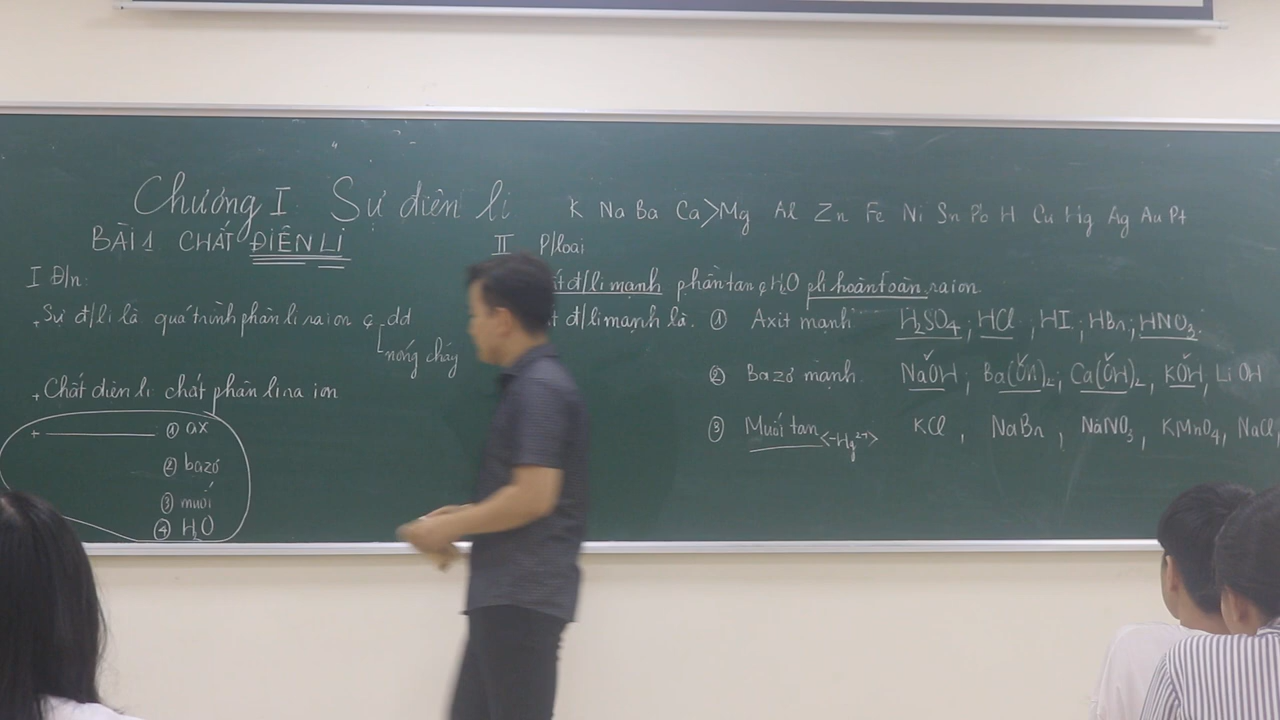 Chương I Sự điện li
BÀI 1 CHẤT ĐIỆN LI
I Đ/n:
+ Sự đ/li là quá trình phân li ra ion ç dd
nóng chảy
+ Chất điện li: chất phân li ra ion
+ ① ax
② bazơ
③ muối
④ H₂O
K Na Ba Ca > Mg Al Zn Fe Ni Sn Pb H Cu Hg Ag Au Pt
II P/loại
đ/li mạnh phân tan ç H₂O pli hoàn toàn ra ion
đ/li mạnh là. ① Axit mạnh H₂SO₄; HCl; HI; HBr; HNO₃.
② Bazơ mạnh NaOH; Ba(OH)₂; Ca(OH)₂, KOH, LiOH
③ Muối tan <-Hg²⁺> KCl, NaBr, NaNO₃, KMnO₄, NaCl,